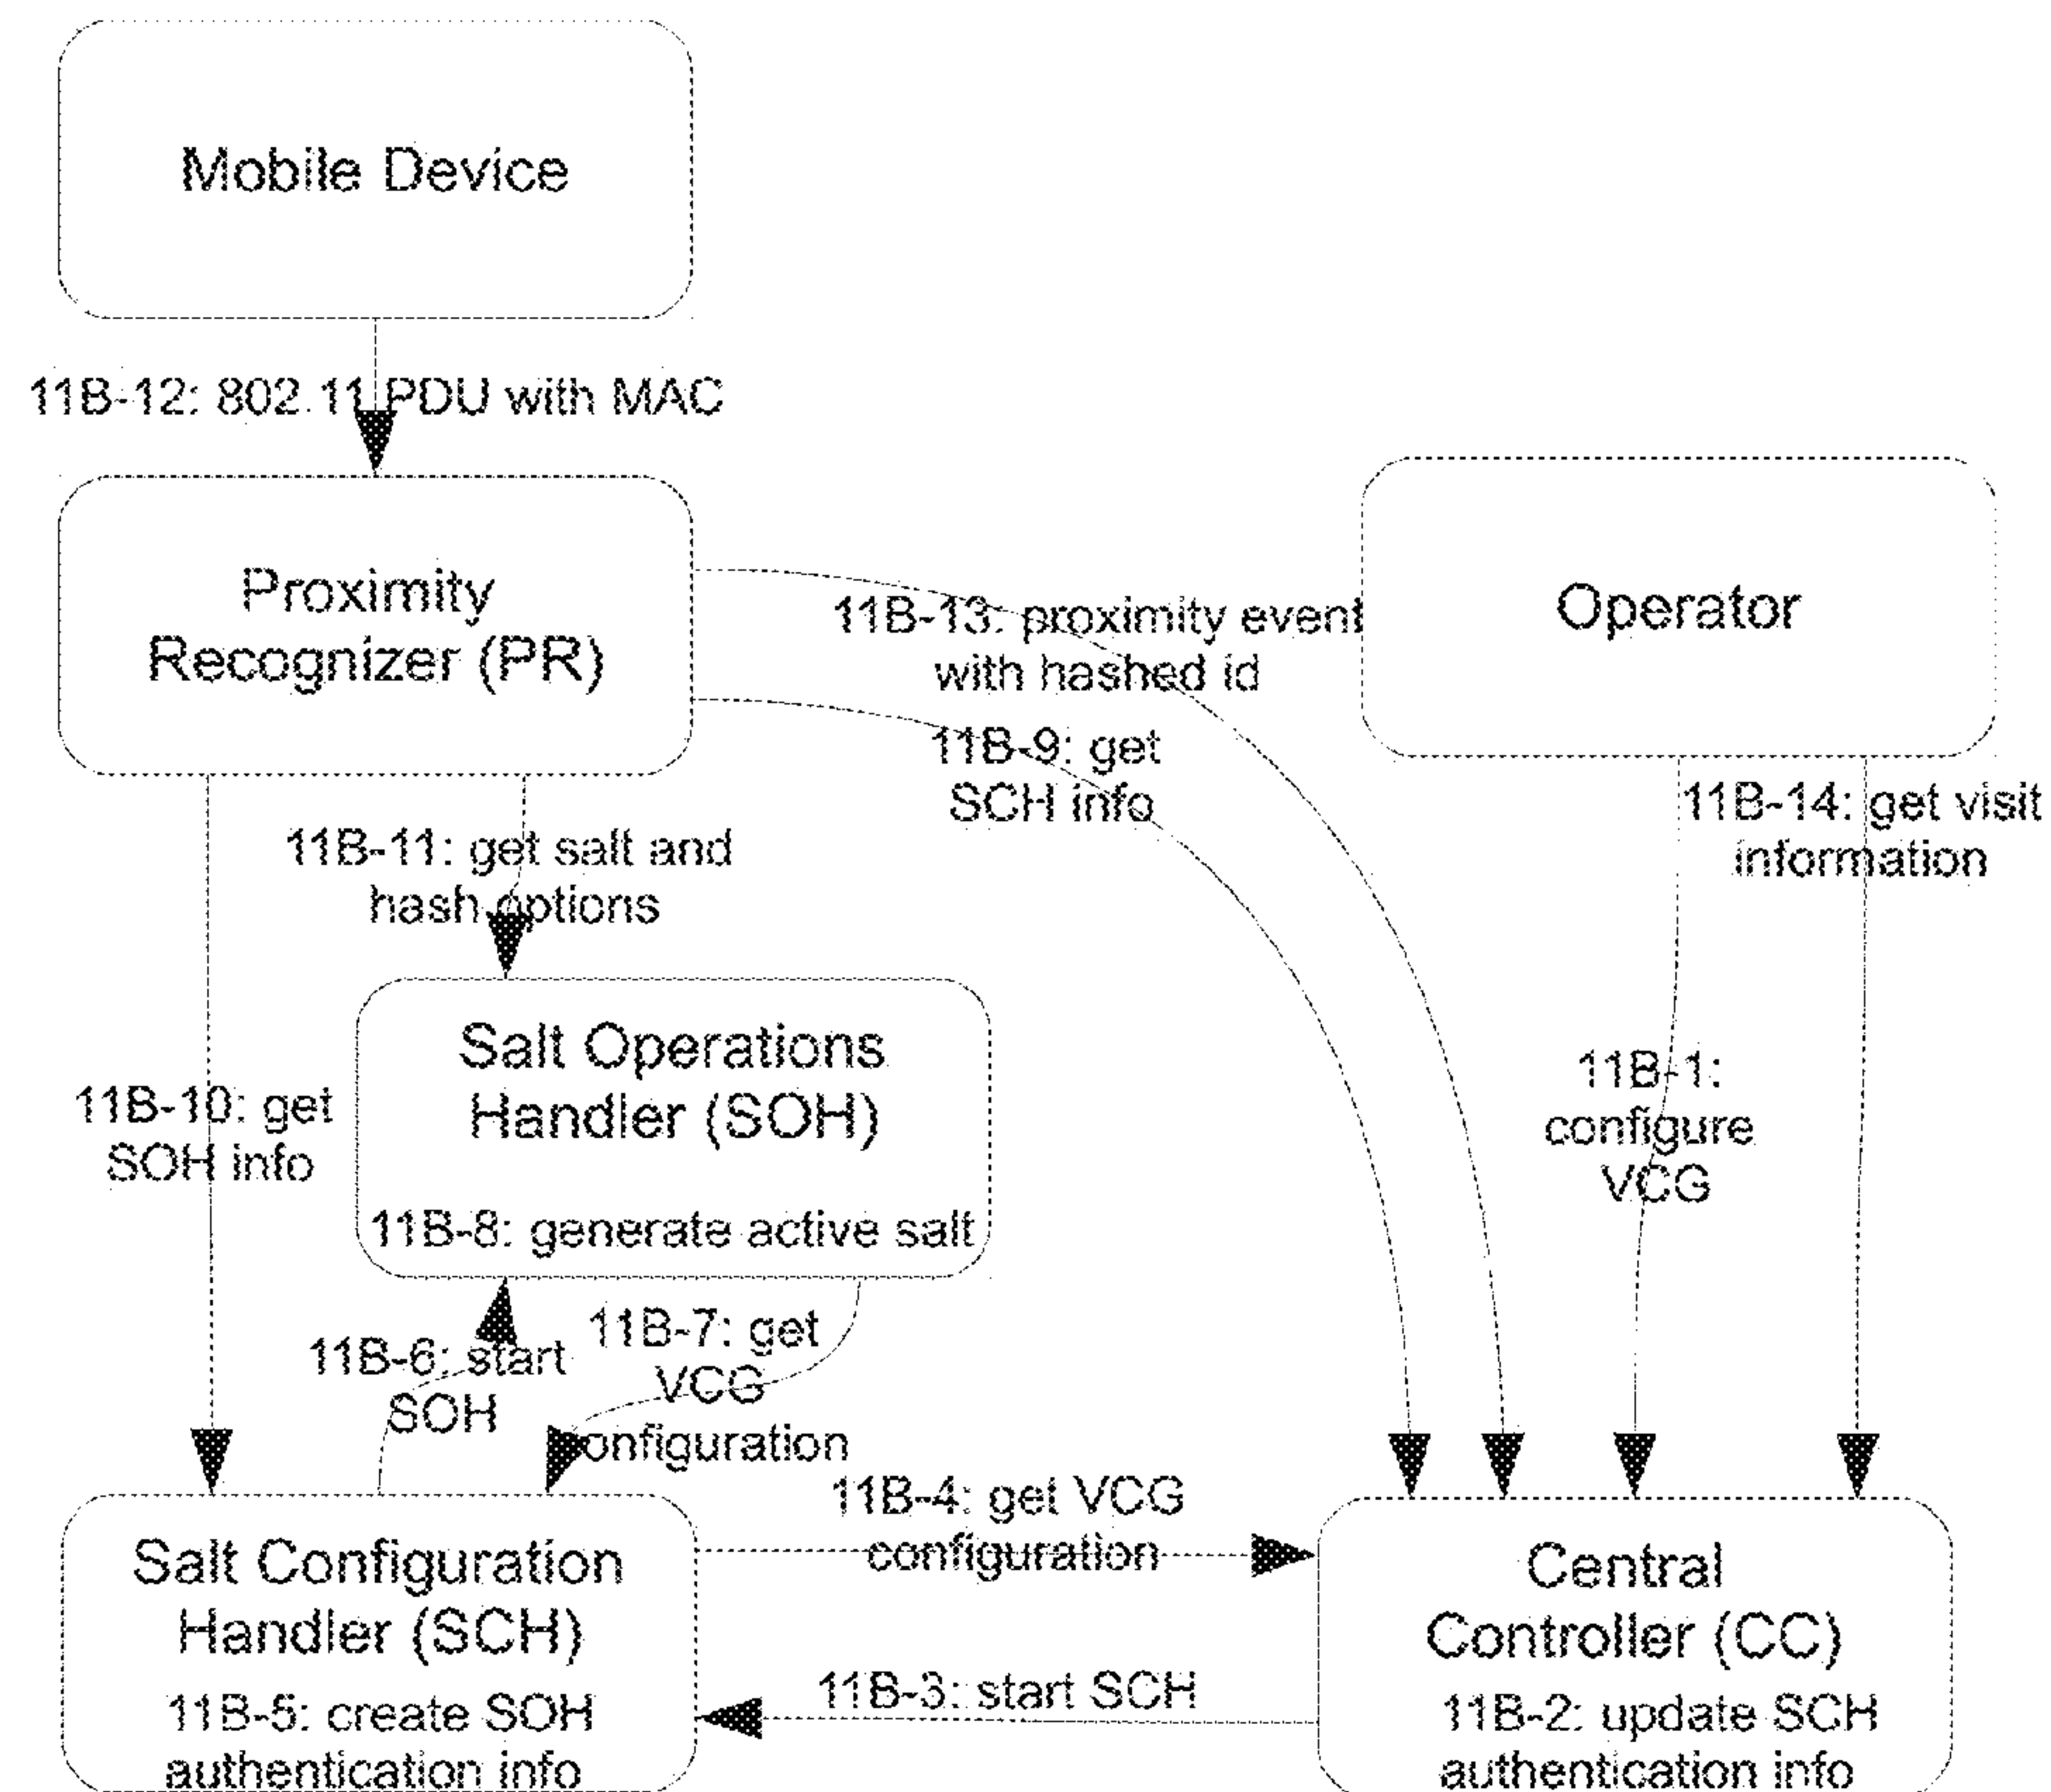 Mobile Device
11B-12: 802.11 PDU with MAC
Proximity
Recognizer (PR)
Operator
11B-13: proximity event
with hashed id
11B-9: get
SCH info
11B-14: get visit
information
11B-11: get salt and
hash options
Salt Operations
Handler (SOH)
11B-8: generate active salt
11B-10: get
SOH info
11B-1:
configure
VCG
11B-6: start
SOH
11B-7: get
VCG
configuration
11B-4: get VCG
configuration
Salt Configuration
Handler (SCH)
11B-5: create SOH
authentication info
11B-3: start SCH
Central
Controller (CC)
11B-2: update SCH
authentication info